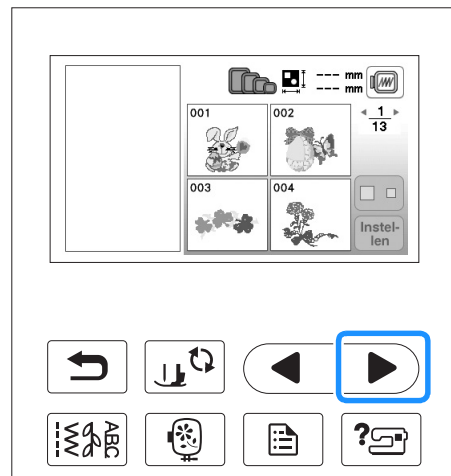 --- mm
--- mm
001
002
1
13
003
004
Instel-
len
ABC
?